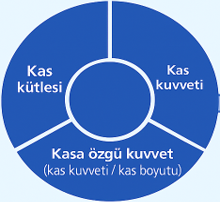 Kas
kütlesi
Kas
kuvveti
Kasa özgü kuvvet
(kas kuvveti / kas boyutu)